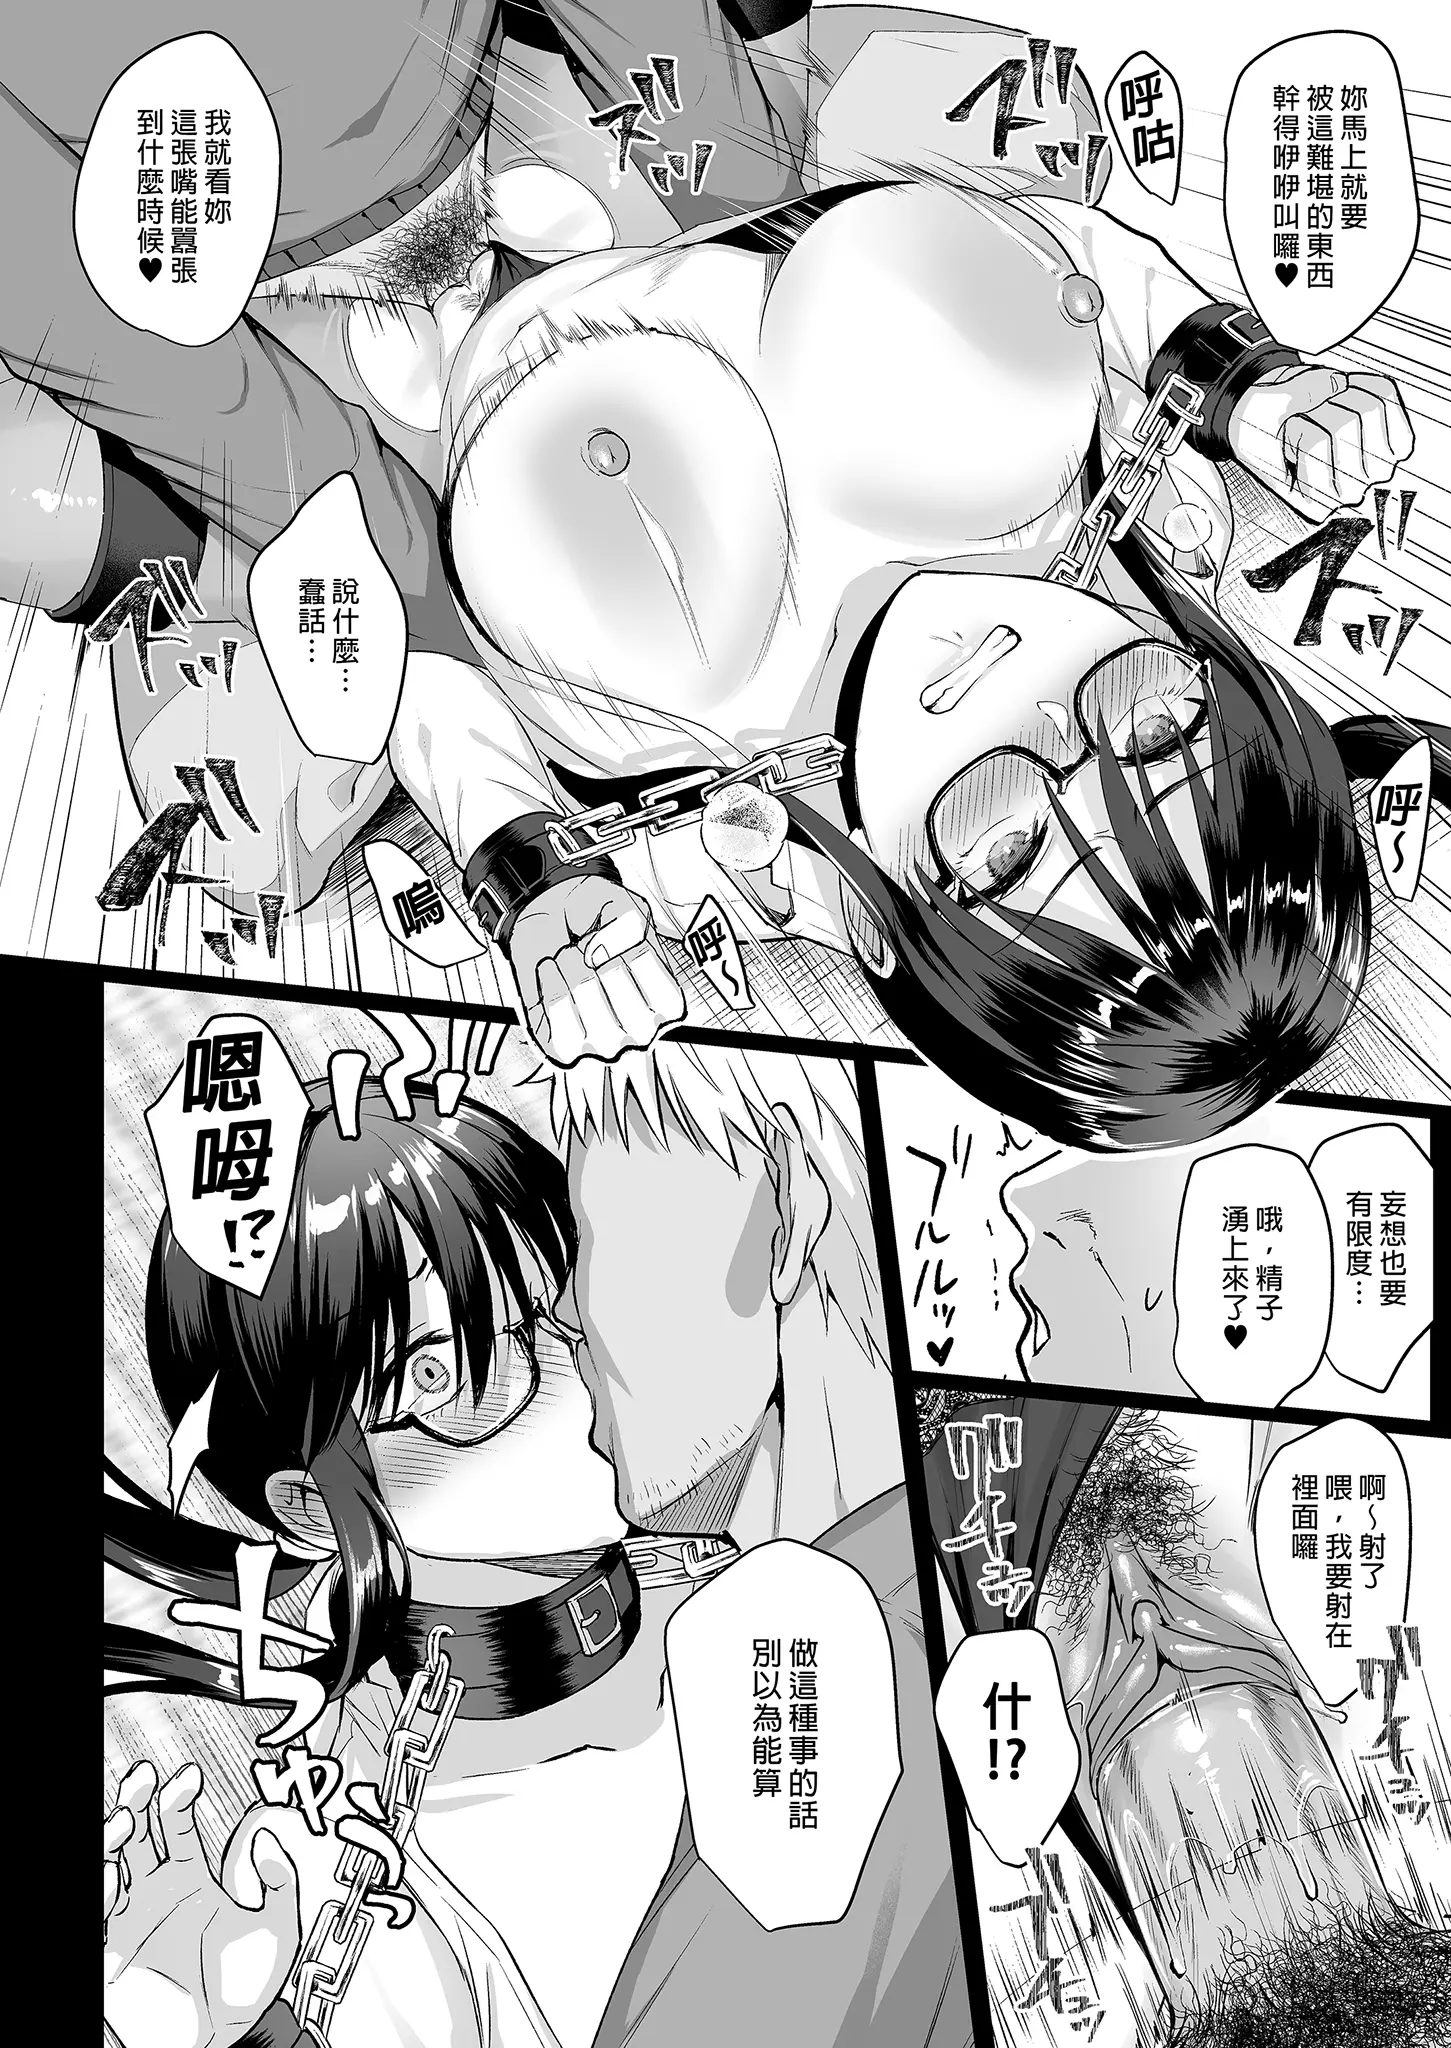 妳馬上就要
被這難堪的東西
幹得咿咿叫囉♥
呼咕
我就看妳
這張嘴能囂張
到什麼時候♥
ズッ
ズッ
ズッ
ズッ
ズッ
說什麼…
蠢話…
嗚
呼～
呼～
妄想也要
有限度…
哦，精子
湧上來了♥
ブルルッ♥
嗯呣!?
ちゅうっ
啊～射了
喂，我要射在
裡面囉
什!?
做這種事的話
別以為能算